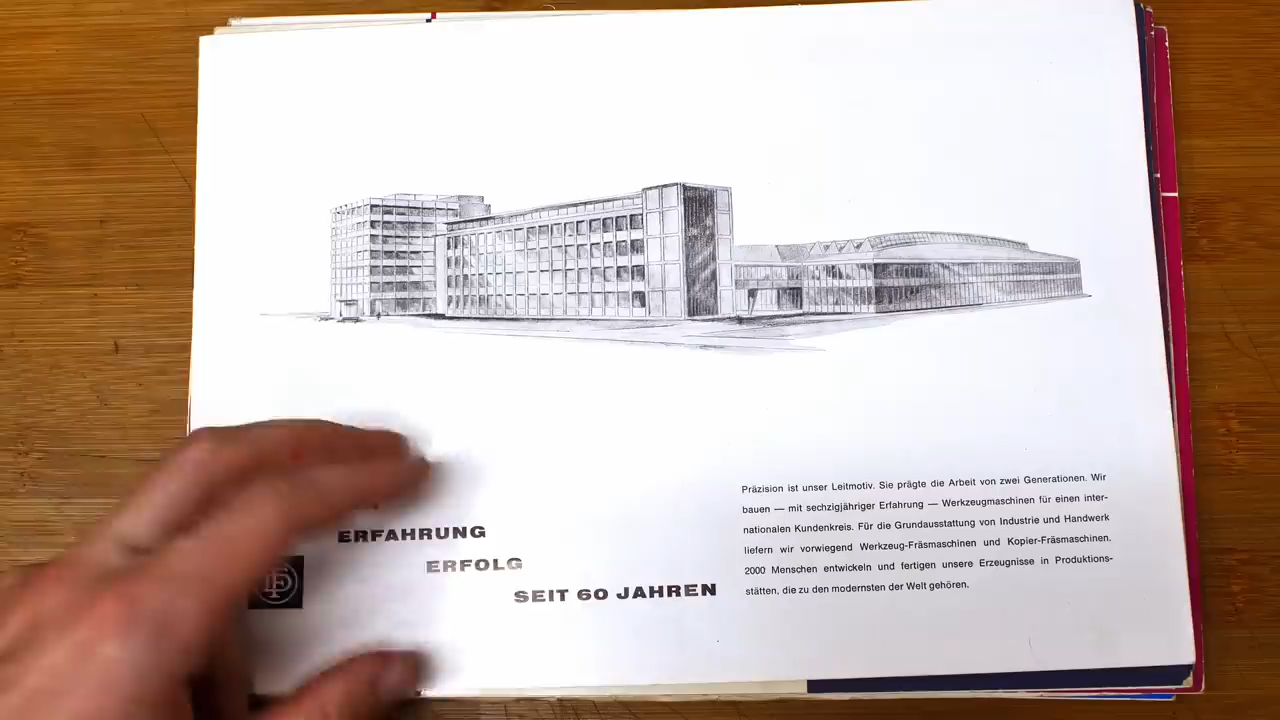 ERFAHRUNG
ERFOLG
SEIT 60 JAHREN
Präzision ist unser Leitmotiv. Sie prägte die Arbeit von zwei Generationen. Wir
bauen — mit sechzigjähriger Erfahrung — Werkzeugmaschinen für einen inter-
nationalen Kundenkreis. Für die Grundausstattung von Industrie und Handwerk
liefern wir vorwiegend Werkzeug-Fräsmaschinen und Kopier-Fräsmaschinen.
2000 Menschen entwickeln und fertigen unsere Erzeugnisse in Produktions-
stätten, die zu den modernsten der Welt gehören.